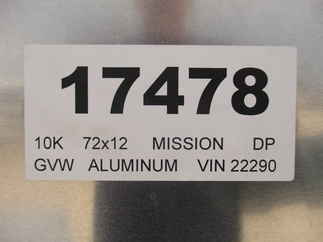 17478
10K 72x12 MISSION DP
GVW ALUMINUM VIN 22290